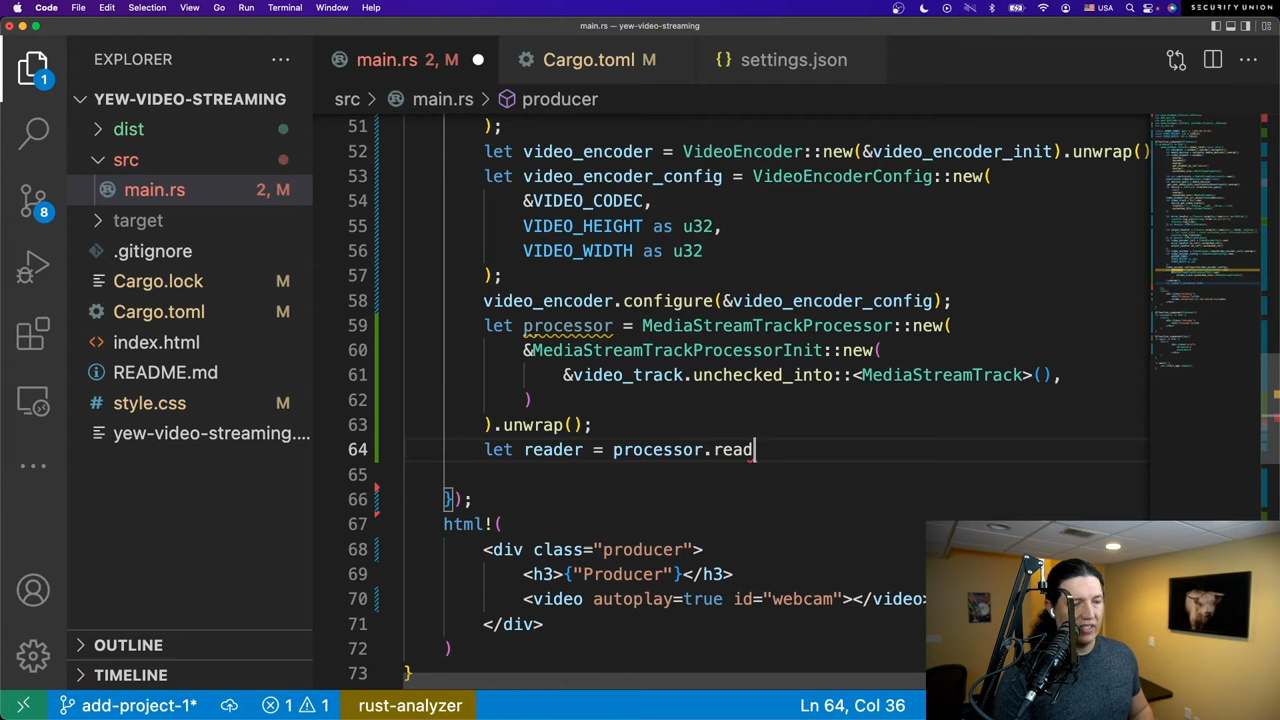 Code File Edit Selection View Go Run Terminal Window Help USA SECURITY UNION
main.rs — yew-video-streaming
EXPLORER
main.rs 2, M
Cargo.toml M
settings.json
YEW-VIDEO-STREAMING
src > main.rs > producer
dist
src
main.rs 2, M
target
.gitignore
Cargo.lock M
Cargo.toml M
index.html
README.md
style.css M
yew-video-streaming....
OUTLINE
TIMELINE
1
8
51 );
52 let video_encoder = VideoEncoder::new(&video_encoder_init).unwrap()
53 let video_encoder_config = VideoEncoderConfig::new(
54 &VIDEO_CODEC,
55 VIDEO_HEIGHT as u32,
56 VIDEO_WIDTH as u32
57 );
58 video_encoder.configure(&video_encoder_config);
59 let processor = MediaStreamTrackProcessor::new(
60 &MediaStreamTrackProcessorInit::new(
61 &video_track.unchecked_into::<MediaStreamTrack>(),
62 )
63 ).unwrap();
64 let reader = processor.read
65
66 });
67 html!(
68 <div class="producer">
69 <h3>{"Producer"}</h3>
70 <video autoplay=true id="webcam"></video>
71 </div>
72 )
73 }
add-project-1* 1 1 rust-analyzer Ln 64, Col 36